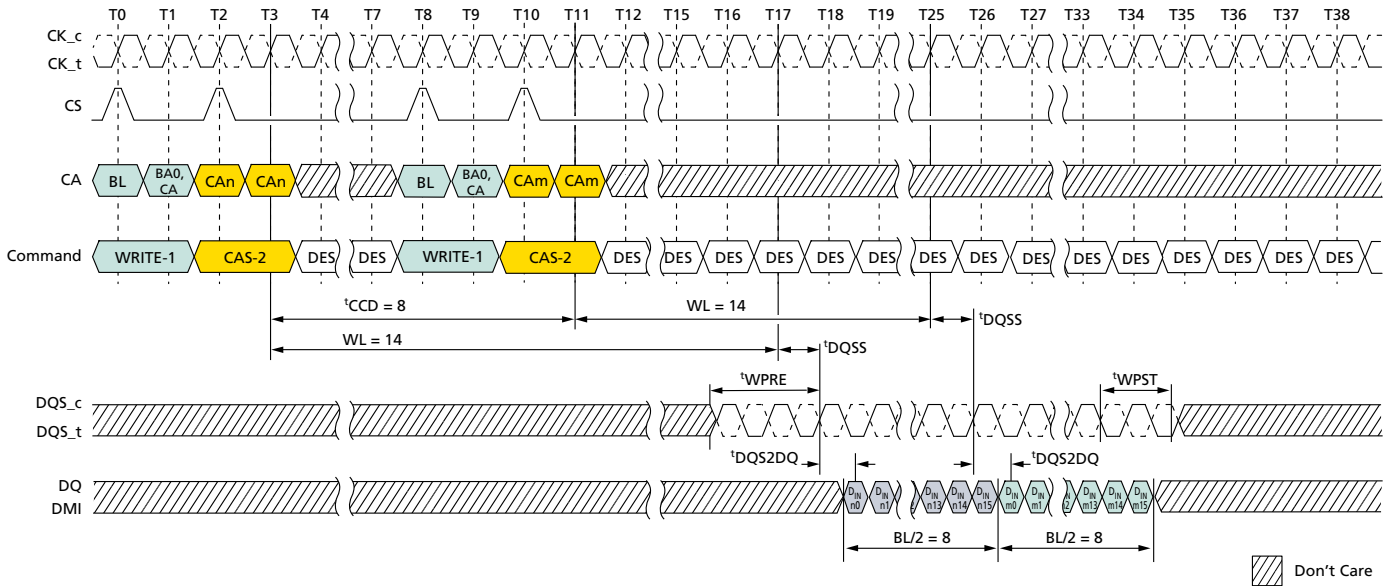 T0 T1 T2 T3 T4 T7 T8 T9 T10 T11 T12 T15 T16 T17 T18 T19 T25 T26 T27 T33 T34 T35 T36 T37 T38
CK_c
CK_t
CS
CA BL BA0, CA CAn CAn BL BA0, CA CAm CAm
Command WRITE-1 CAS-2 DES DES WRITE-1 CAS-2 DES DES DES DES DES DES DES DES DES DES DES DES DES DES DES
tCCD = 8 WL = 14 tDQSS
WL = 14 tDQSS
tWPRE tWPST
DQS_c
DQS_t
tDQS2DQ tDQS2DQ
DQ
DMI
DIN n0 DIN n1 DIN n13 DIN n14 DIN n15 DIN m0 DIN m1 DIN m13 DIN m14 DIN m15
BL/2 = 8 BL/2 = 8
Don't Care